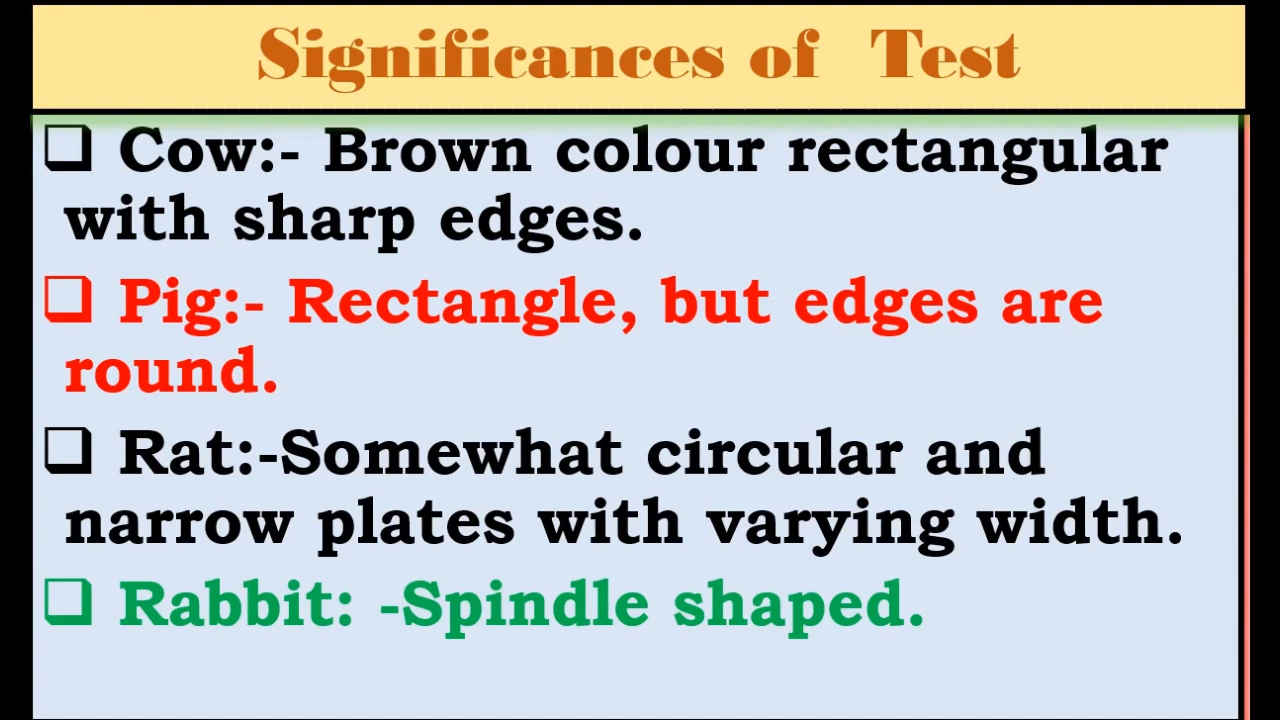 Significances of Test
❑ Cow:- Brown colour rectangular
with sharp edges.
❑ Pig:- Rectangle, but edges are
round.
❑ Rat:-Somewhat circular and
narrow plates with varying width.
❑ Rabbit: -Spindle shaped.